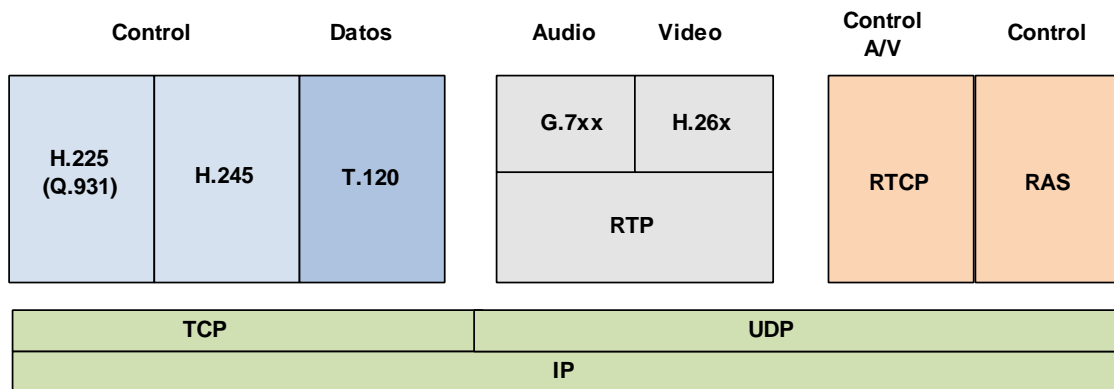 Control
Datos
Audio
Video
Control
A/V
Control
H.225
(Q.931)
H.245
T.120
G.7xx
H.26x
RTP
RTCP
RAS
TCP
UDP
IP